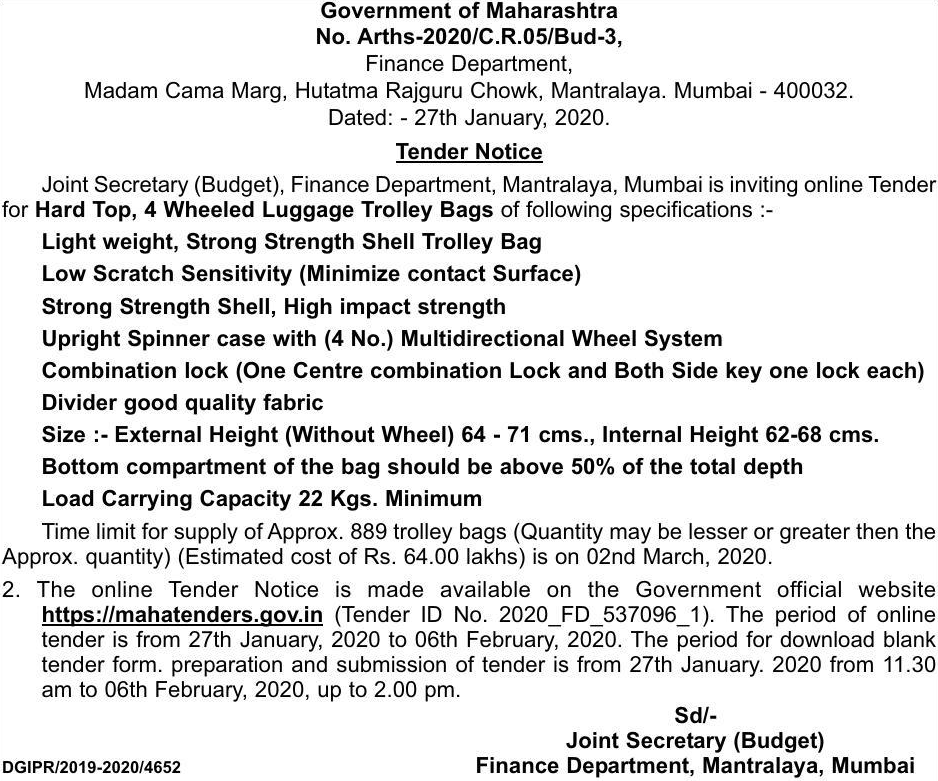 Government of Maharashtra
No. Arths-2020/C.R.05/Bud-3,
Finance Department,
Madam Cama Marg, Hutatma Rajguru Chowk, Mantralaya. Mumbai - 400032.
Dated: - 27th January, 2020.
Tender Notice
Joint Secretary (Budget), Finance Department, Mantralaya, Mumbai is inviting online Tender
for Hard Top, 4 Wheeled Luggage Trolley Bags of following specifications :-
Light weight, Strong Strength Shell Trolley Bag
Low Scratch Sensitivity (Minimize contact Surface)
Strong Strength Shell, High impact strength
Upright Spinner case with (4 No.) Multidirectional Wheel System
Combination lock (One Centre combination Lock and Both Side key one lock each)
Divider good quality fabric
Size :- External Height (Without Wheel) 64 - 71 cms., Internal Height 62-68 cms.
Bottom compartment of the bag should be above 50% of the total depth
Load Carrying Capacity 22 Kgs. Minimum
Time limit for supply of Approx. 889 trolley bags (Quantity may be lesser or greater then the
Approx. quantity) (Estimated cost of Rs. 64.00 lakhs) is on 02nd March, 2020.
2. The online Tender Notice is made available on the Government official website
https://mahatenders.gov.in (Tender ID No. 2020_FD_537096_1). The period of online
tender is from 27th January, 2020 to 06th February, 2020. The period for download blank
tender form. preparation and submission of tender is from 27th January. 2020 from 11.30
am to 06th February, 2020, up to 2.00 pm.
Sd/-
Joint Secretary (Budget)
DGIPR/2019-2020/4652 Finance Department, Mantralaya, Mumbai